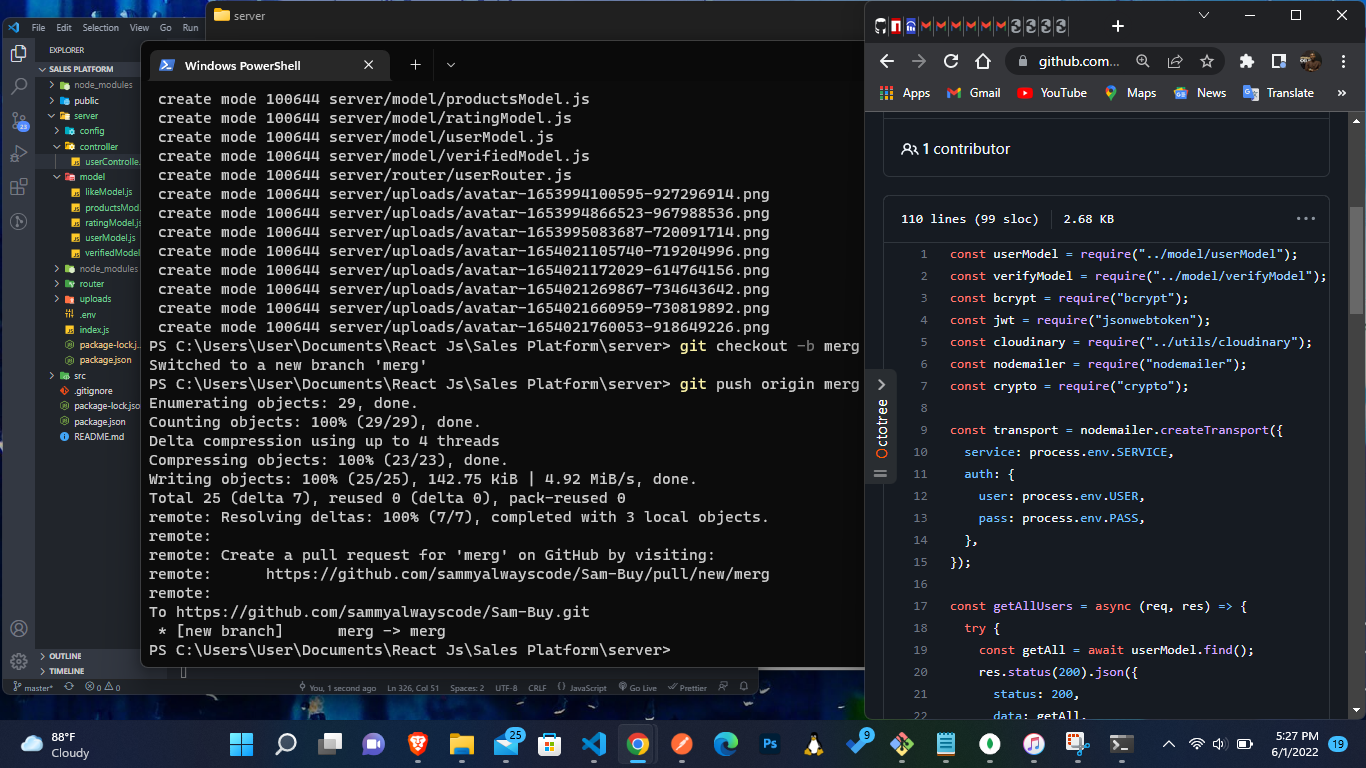 server
File Edit Selection View Go Run
EXPLORER
SALES PLATFORM
node_modules
public
server
config
controller
userControlle
model
likeModel.js
productsMod
ratingModel.js
userModel.js
verifiedModel
node_modules
router
uploads
.env
index.js
package-lock.j...
package.json
src
.gitignore
package-lock.jso
package.json
README.md
OUTLINE
TIMELINE
23
Windows PowerShell
create mode 100644 server/model/productsModel.js
create mode 100644 server/model/ratingModel.js
create mode 100644 server/model/userModel.js
create mode 100644 server/model/verifiedModel.js
create mode 100644 server/router/userRouter.js
create mode 100644 server/uploads/avatar-1653994100595-927296914.png
create mode 100644 server/uploads/avatar-1653994866523-967988536.png
create mode 100644 server/uploads/avatar-1653995083687-720091714.png
create mode 100644 server/uploads/avatar-1654021105740-719204996.png
create mode 100644 server/uploads/avatar-1654021172029-614764156.png
create mode 100644 server/uploads/avatar-1654021269867-734643642.png
create mode 100644 server/uploads/avatar-1654021660959-730819892.png
create mode 100644 server/uploads/avatar-1654021760053-918649226.png
PS C:\Users\User\Documents\React Js\Sales Platform\server> git checkout -b merg
Switched to a new branch 'merg'
PS C:\Users\User\Documents\React Js\Sales Platform\server> git push origin merg
Enumerating objects: 29, done.
Counting objects: 100% (29/29), done.
Delta compression using up to 4 threads
Compressing objects: 100% (23/23), done.
Writing objects: 100% (25/25), 142.75 KiB | 4.92 MiB/s, done.
Total 25 (delta 7), reused 0 (delta 0), pack-reused 0
remote: Resolving deltas: 100% (7/7), completed with 3 local objects.
remote:
remote: Create a pull request for 'merg' on GitHub by visiting:
remote:      https://github.com/sammyalwayscode/Sam-Buy/pull/new/merg
remote:
To https://github.com/sammyalwayscode/Sam-Buy.git
* [new branch]      merg -> merg
PS C:\Users\User\Documents\React Js\Sales Platform\server>
master* 0 0 You, 1 second ago Ln 326, Col 51 Spaces: 2 UTF-8 CRLF {} JavaScript Go Live Prettier
github.com...
Apps Gmail YouTube Maps News Translate »
1 contributor
110 lines (99 sloc) 2.68 KB
1 const userModel = require("../model/userModel");
2 const verifyModel = require("../model/verifyModel");
3 const bcrypt = require("bcrypt");
4 const jwt = require("jsonwebtoken");
5 const cloudinary = require("../utils/cloudinary");
6 const nodemailer = require("nodemailer");
7 const crypto = require("crypto");
8
9 const transport = nodemailer.createTransport({
10 service: process.env.SERVICE,
11 auth: {
12 user: process.env.USER,
13 pass: process.env.PASS,
14 },
15 });
16
17 const getAllUsers = async (req, res) => {
18 try {
19 const getAll = await userModel.find();
20 res.status(200).json({
21 status: 200,
22 data: getAll,
Octotree
88°F
Cloudy
25
Ps
9
5:27 PM
6/1/2022
19